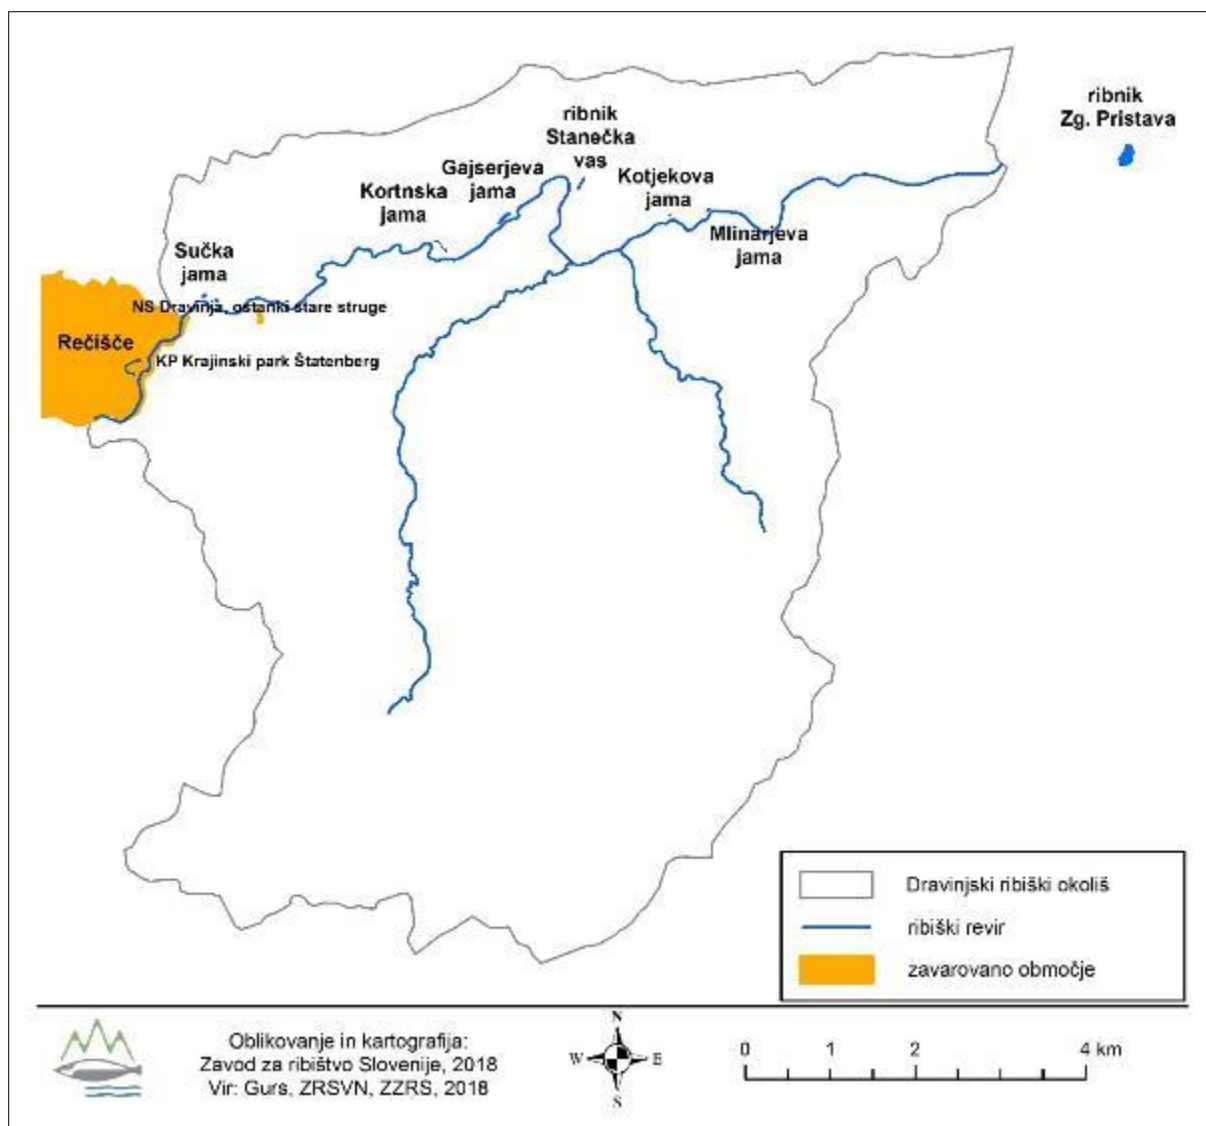 ribnik
Zg. Pristava
ribnik
Stanečka
vas
Gajserjeva
jama
Kotjekova
jama
Kortnska
jama
Mlinarjeva
jama
Sučka
jama
NS Dravinja, ostanki stare struge
Rečišče
KP Krajinski park Štatenberg
Dravinjski ribiški okoliš
ribiški revir
zavarovano območje
Oblikovanje in kartografija:
Zavod za ribištvo Slovenije, 2018
Vir: Gurs, ZRSVN, ZZRS, 2018
N
W E
S
0 1 2 4 km